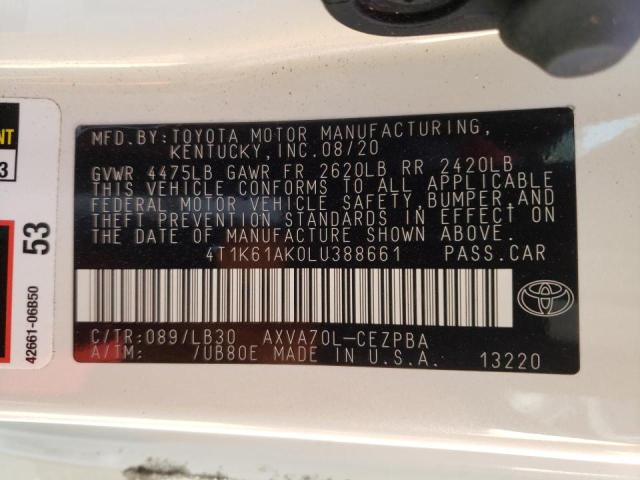 MFD.BY:TOYOTA MOTOR MANUFACTURING,
KENTUCKY, INC.08/20
GVWR 4475LB GAWR FR 2620LB RR 2420LB
THIS VEHICLE CONFORMS TO ALL APPLICABLE
FEDERAL MOTOR VEHICLE SAFETY, BUMPER, AND
THEFT PREVENTION STANDARDS IN EFFECT ON
THE DATE OF MANUFACTURE SHOWN ABOVE.
4T1K61AK0LU388661 PASS.CAR
C/TR:089/LB30 AXVA70L-CEZPBA
A/TM: /UB80E MADE IN U.S.A. 13220
3
53
42661-06B50